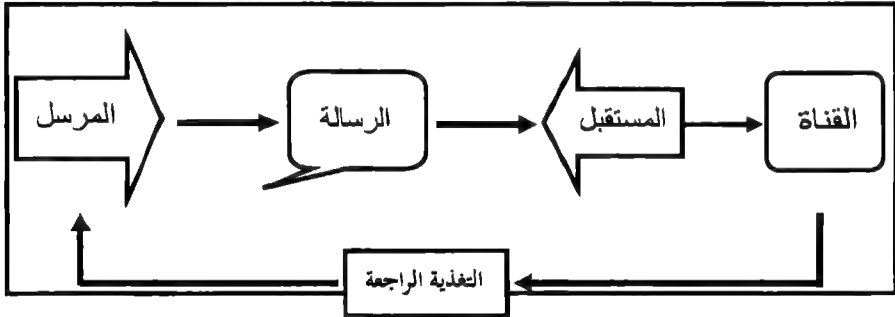 المرسل
الرسالة
المستقبل
القناة
التغذية الراجعة